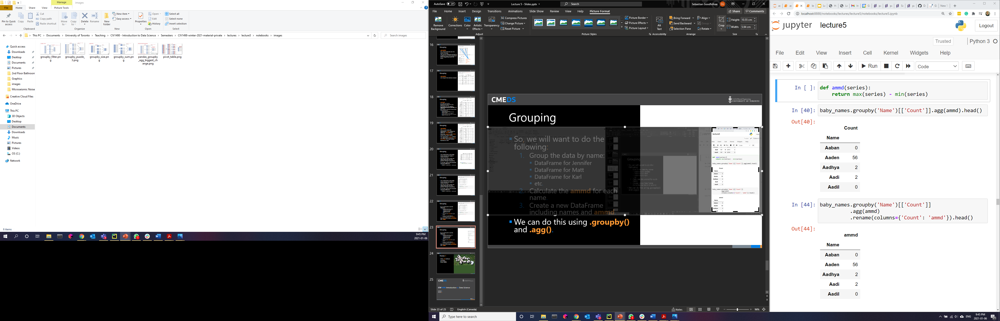 Manage
images
File
Home
Share
View
Picture Tools
Pin to Quick access
Copy
Paste
Cut
Copy path
Paste shortcut
Move to
Copy to
Delete
Rename
New folder
New item
Easy access
Properties
Open
Edit
History
Select all
Select none
Invert selection
Clipboard
Organize
New
Open
Select
This PC > Documents > University of Toronto > Teaching > CIV1498 - Introduction to Data Science > Semesters > CIV1498-winter-2021-material-private > lectures > lecture5 > notebooks > images
Search images
Quick access
Downloads
Desktop
Documents
Pictures
2nd Floor Bathroom
Graphics
images
Microseismic Noise
Creative Cloud Files
OneDrive
This PC
3D Objects
Desktop
Documents
Downloads
Music
Pictures
Videos
OS (C:)
Network
groupby_filter.png
groupby_puzzle_3.png
groupby_size.png
groupby_sum.png
pandas_groupby_agg_biggest_change.png
pivot_table.png
6 items
9:45 PM
2021-01-06
AutoSave Off
Lecture 5 - Slides.pptx
Search
Sebastian Goodfellow SG
File
Home
Insert
Design
Transitions
Animations
Slide Show
Review
View
Help
Picture Format
Share
Comments
Remove Background
Corrections
Color
Artistic Effects
Transparency
Compress Pictures
Change Picture
Reset Picture
Picture Border
Picture Effects
Picture Layout
Alt Text
Bring Forward
Send Backward
Selection Pane
Align
Group
Rotate
Crop
Height: 10.55 cm
Width: 5.94 cm
Adjust
Picture Styles
Accessibility
Arrange
Size
16
17
18
19
20
21
22
23
24
25
CMEDS
Civil & Mineral Engineering
UNIVERSITY OF TORONTO
Grouping
So, we will want to do the
following:
1. Group the data by name:
DataFrame for Jennifer
DataFrame for Matt
DataFrame for Karl
etc.
2. Calculate the ammd for each
name.
3. Create a new DataFrame
including names and ammd.
We can do this using .groupby()
and .agg().
Slide 23 of 25
English (Canada)
Notes
96%
Type here to search
localhost:8888/notebooks/lectures/lecture5/notebooks/lecture5.ipynb
jupyter lecture5
Logout
Trusted
Python 3
File
Edit
View
Insert
Cell
Kernel
Widgets
Help
Run
Code
In [ ]: def ammd(series):
return max(series) - min(series)
In [40]: baby_names.groupby('Name')[['Count']].agg(ammd).head()
Out[40]:
Count
Name
Aaban 0
Aaden 56
Aadhya 2
Aadi 2
Aadil 0
In [44]: baby_names.groupby('Name')[['Count']]
.agg(ammd)
.rename(columns={'Count': 'ammd'}).head()
Out[44]:
ammd
Name
Aaban 0
Aaden 56
Aadhya 2
Aadi 2
Aadil 0
ENG
9:45 PM
2021-01-06